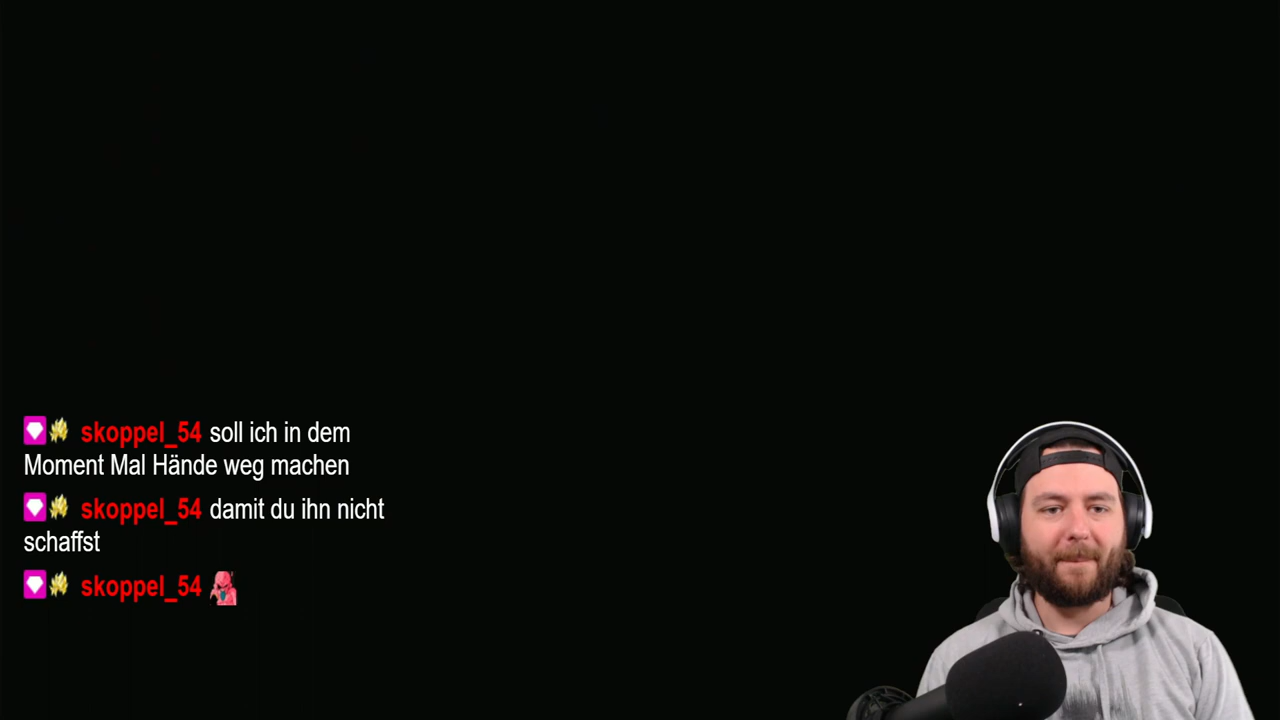 skoppel_54 soll ich in dem
Moment Mal Hände weg machen
skoppel_54 damit du ihn nicht
schaffst
skoppel_54